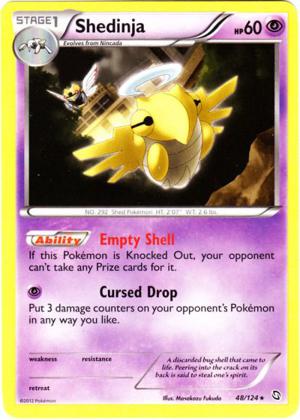 STAGE1 Shedinja HP60
Evolves from Nincada
NO. 292 Shed Pokémon HT: 2'07" WT: 2.6 lbs.
Ability Empty Shell
If this Pokémon is Knocked Out, your opponent
can't take any Prize cards for it.
Cursed Drop
Put 3 damage counters on your opponent's Pokémon
in any way you like.
weakness resistance
retreat
A discarded bug shell that came to
life. Peering into the crack on its
back is said to steal one's spirit.
Illus. Masakazu Fukuda 48/124
©2012 Pokémon